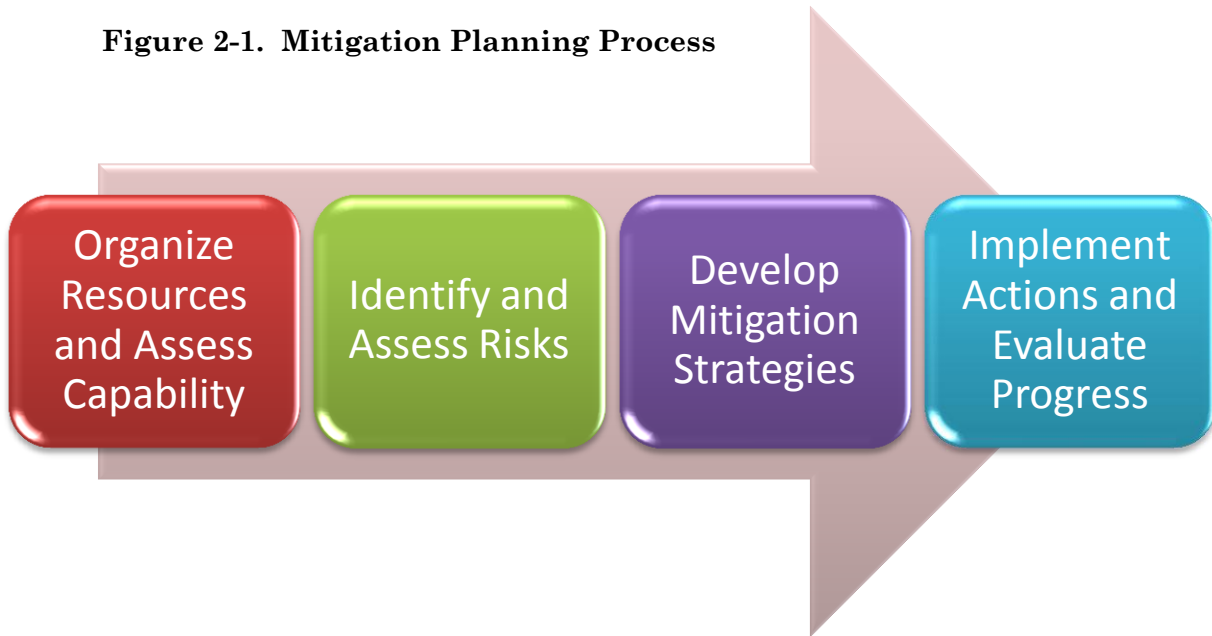 Figure 2-1. Mitigation Planning Process
Organize
Resources
and Assess
Capability
Identify and
Assess Risks
Develop
Mitigation
Strategies
Implement
Actions and
Evaluate
Progress